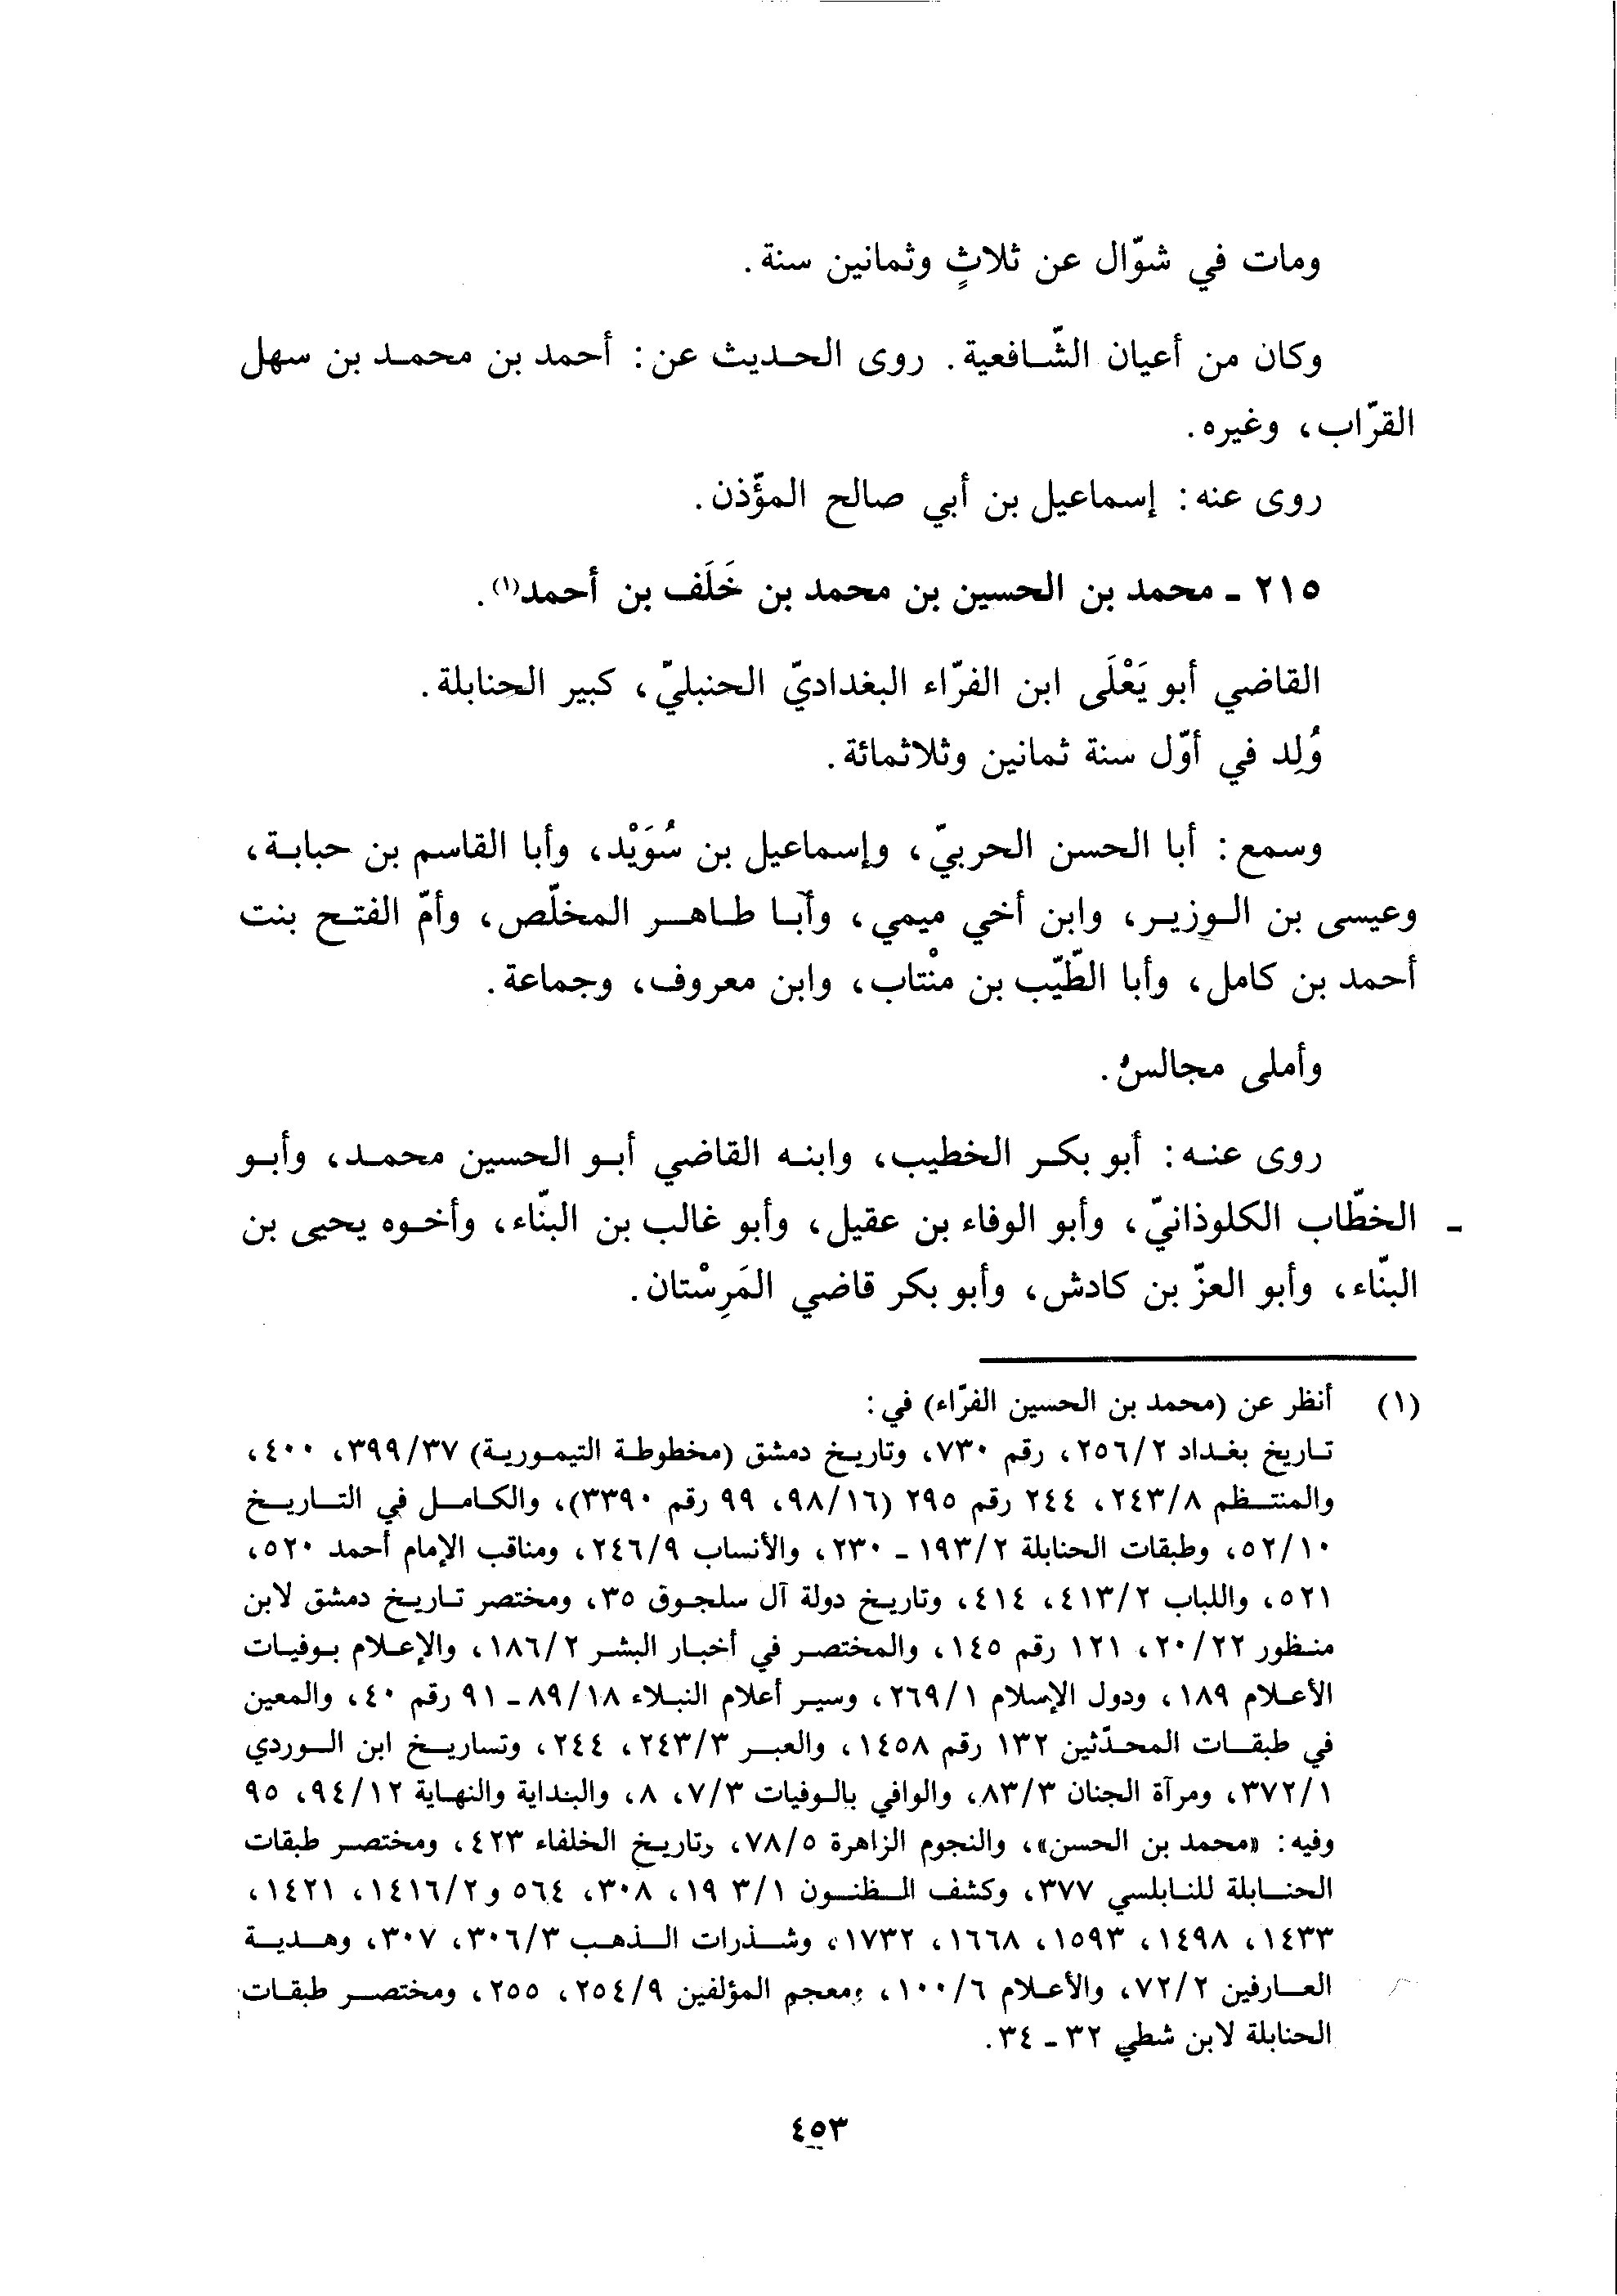 ومات في شوّال عن ثلاثٍ وثمانين سنة.
وكان من أعيان الشّافعية. روى الحديث عن: أحمد بن محمد بن سهل
القرّاب، وغيره.
روى عنه: إسماعيل بن أبي صالح المؤّذن.
٢١٥ ـ محمد بن الحسين بن محمد بن خَلَف بن أحمد(١).
القاضي أبو يَعْلَى ابن الفرّاء البغداديّ الحنبليّ، كبير الحنابلة.
وُلِد في أوّل سنة ثمانين وثلاثمائة.
وسمع: أبا الحسن الحربيّ، وإسماعيل بن سُوَيْد، وأبا القاسم بن حبابة،
وعيسى بن الوزير، وابن أخي ميمي، وأبا طاهر المخلّص، وأمّ الفتح بنت
أحمد بن كامل، وأبا الطّيّب بن منْتاب، وابن معروف، وجماعة.
وأملى مجالسُ.
روى عنه: أبو بكر الخطيب، وابنه القاضي أبو الحسين محمد، وأبو
الخطّاب الكلوذانيّ، وأبو الوفاء بن عقيل، وأبو غالب بن البنّاء، وأخوه يحيى بن
البنّاء، وأبو العزّ بن كادش، وأبو بكر قاضي المَرِسْتان.
(١) أنظر عن (محمد بن الحسين الفرّاء) في:
تاريخ بغداد ٢/٢٥٦، رقم ٧٣٠، وتاريخ دمشق (مخطوطة التيمورية) ٣٧/٣٩٩، ٤٠٠،
والمنتظم ٨/٢٤٣، ٢٤٤ رقم ٢٩٥ (١٦/٩٨، ٩٩ رقم ٣٣٩٠)، والكامل في التاريخ
١٠/٥٢، وطبقات الحنابلة ٢/١٩٣ ـ ٢٣٠، والأنساب ٩/٢٤٦، ومناقب الإمام أحمد ٥٢٠،
٥٢١، واللباب ٢/٤١٣، ٤١٤، وتاريخ دولة آل سلجوق ٣٥، ومختصر تاريخ دمشق لابن
منظور ٢٢/٢٠، ١٢١ رقم ١٤٥، والمختصر في أخبار البشر ٢/١٨٦، والإعلام بوفيات
الأعلام ١٨٩، ودول الإسلام ١/٢٦٩، وسير أعلام النبلاء ١٨/٨٩ ـ ٩١ رقم ٤٠، والمعين
في طبقات المحدّثين ١٣٢ رقم ١٤٥٨، والعبر ٣/٢٤٣، ٢٤٤، وتساريخ ابن الوردي
١/٣٧٢، ومرآة الجنان ٣/٨٣، والوافي بالوفيات ٣/٧، ٨، والبداية والنهاية ١٢/٩٤، ٩٥
وفيه: «محمد بن الحسن»، والنجوم الزاهرة ٥/٧٨، وتاريخ الخلفاء ٤٢٣، ومختصر طبقات
الحنابلة للنابلسي ٣٧٧، وكشف الظنون ١/٣ ١٩، ٣٠٨، ٥٦٤ و٢/١٤١٦، ١٤٢١،
١٤٣٣، ١٤٩٨، ١٥٩٣، ١٦٦٨، ١٧٣٢، وشذرات الذهب ٣/٣٠٦، ٣٠٧، وهدية
العارفين ٢/٧٢، والأعلام ٦/١٠٠، ومعجم المؤلفين ٩/٢٥٤، ٢٥٥، ومختصر طبقات
الحنابلة لابن شطي ٣٢ ـ ٣٤.
٤٥٣